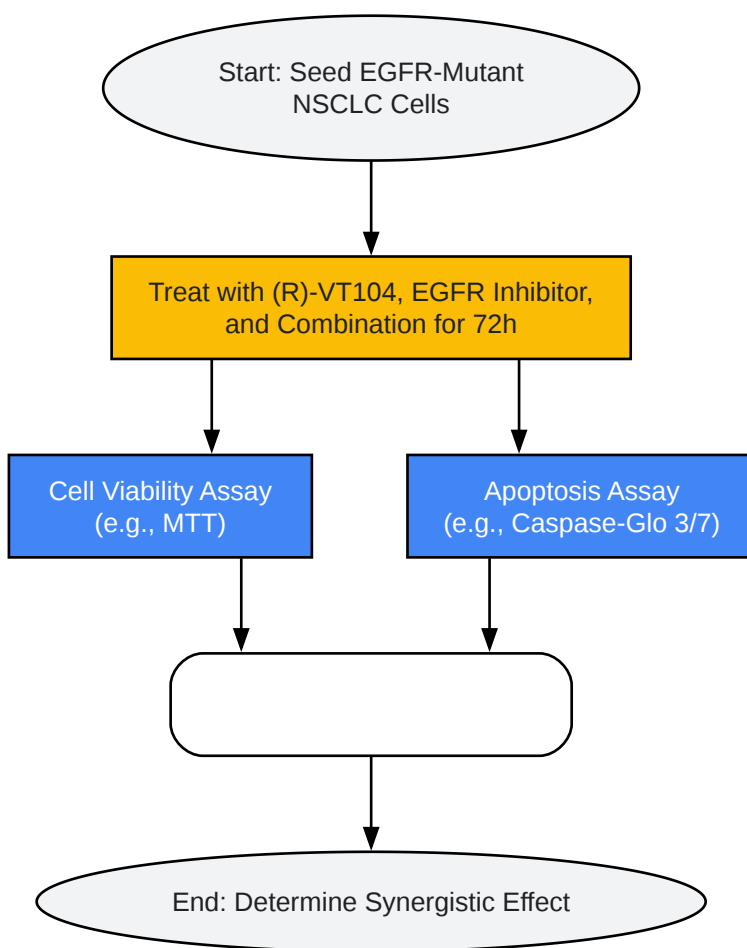 Start: Seed EGFR-Mutant
NSCLC Cells
Treat with (R)-VT104, EGFR Inhibitor,
and Combination for 72h
Cell Viability Assay
(e.g., MTT)
Apoptosis Assay
(e.g., Caspase-Glo 3/7)
End: Determine Synergistic Effect